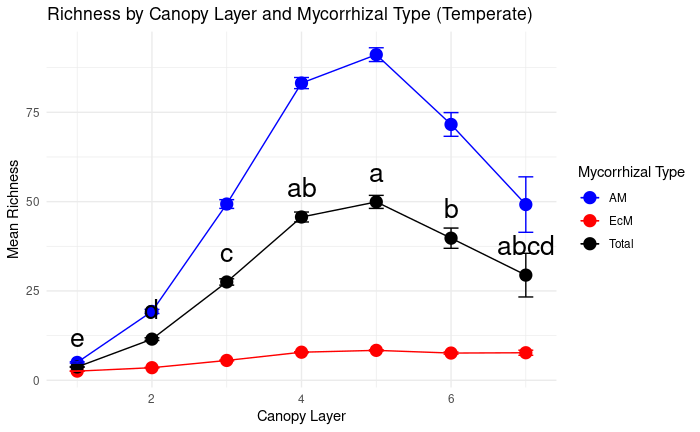 Richness by Canopy Layer and Mycorrhizal Type (Temperate)
Mean Richness
75
50
25
0
e
d
c
ab
a
b
abcd
2
4
6
Canopy Layer
Mycorrhizal Type
AM
EcM
Total